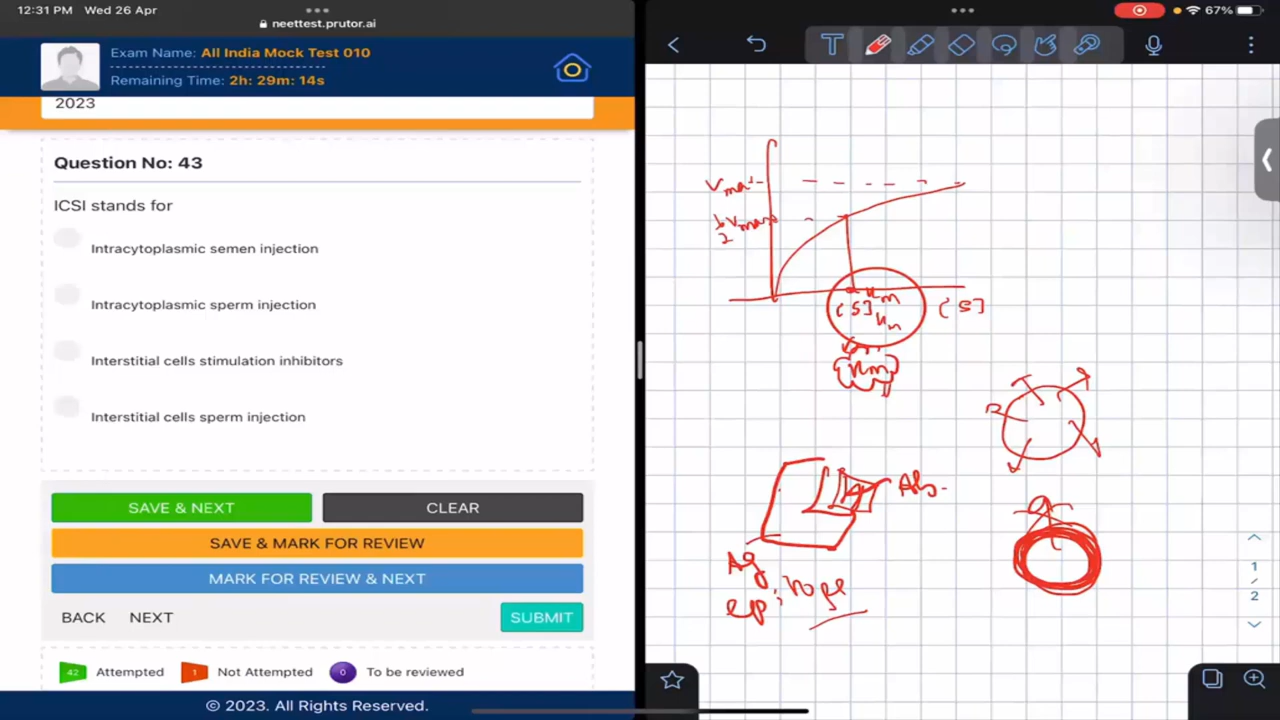 12:31 PM Wed 26 Apr
neettest.prutor.ai
67%
Exam Name: All India Mock Test 010
Remaining Time: 2h: 29m: 14s
2023
Question No: 43
ICSI stands for
Intracytoplasmic semen injection
Intracytoplasmic sperm injection
Interstitial cells stimulation inhibitors
Interstitial cells sperm injection
SAVE & NEXT
CLEAR
SAVE & MARK FOR REVIEW
MARK FOR REVIEW & NEXT
BACK
NEXT
SUBMIT
42 Attempted
1 Not Attempted
0 To be reviewed
© 2023. All Rights Reserved.
T
Vmax
Vmax
2
Km
[S]
[S]
Km
Ag
1
/
2